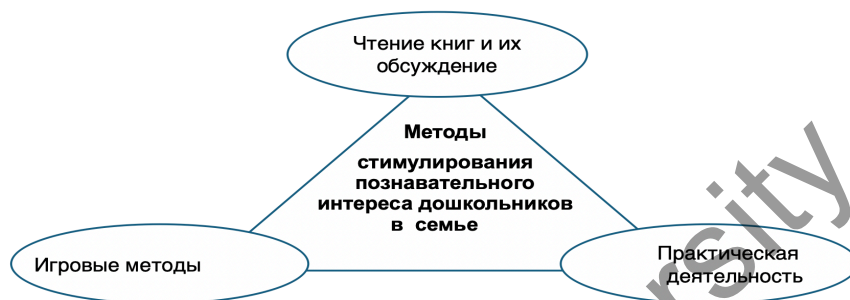 Чтение книг и их
обсуждение
Методы
стимулирования
познавательного
интереса дошкольников
в семье
Игровые методы
Практическая
деятельность